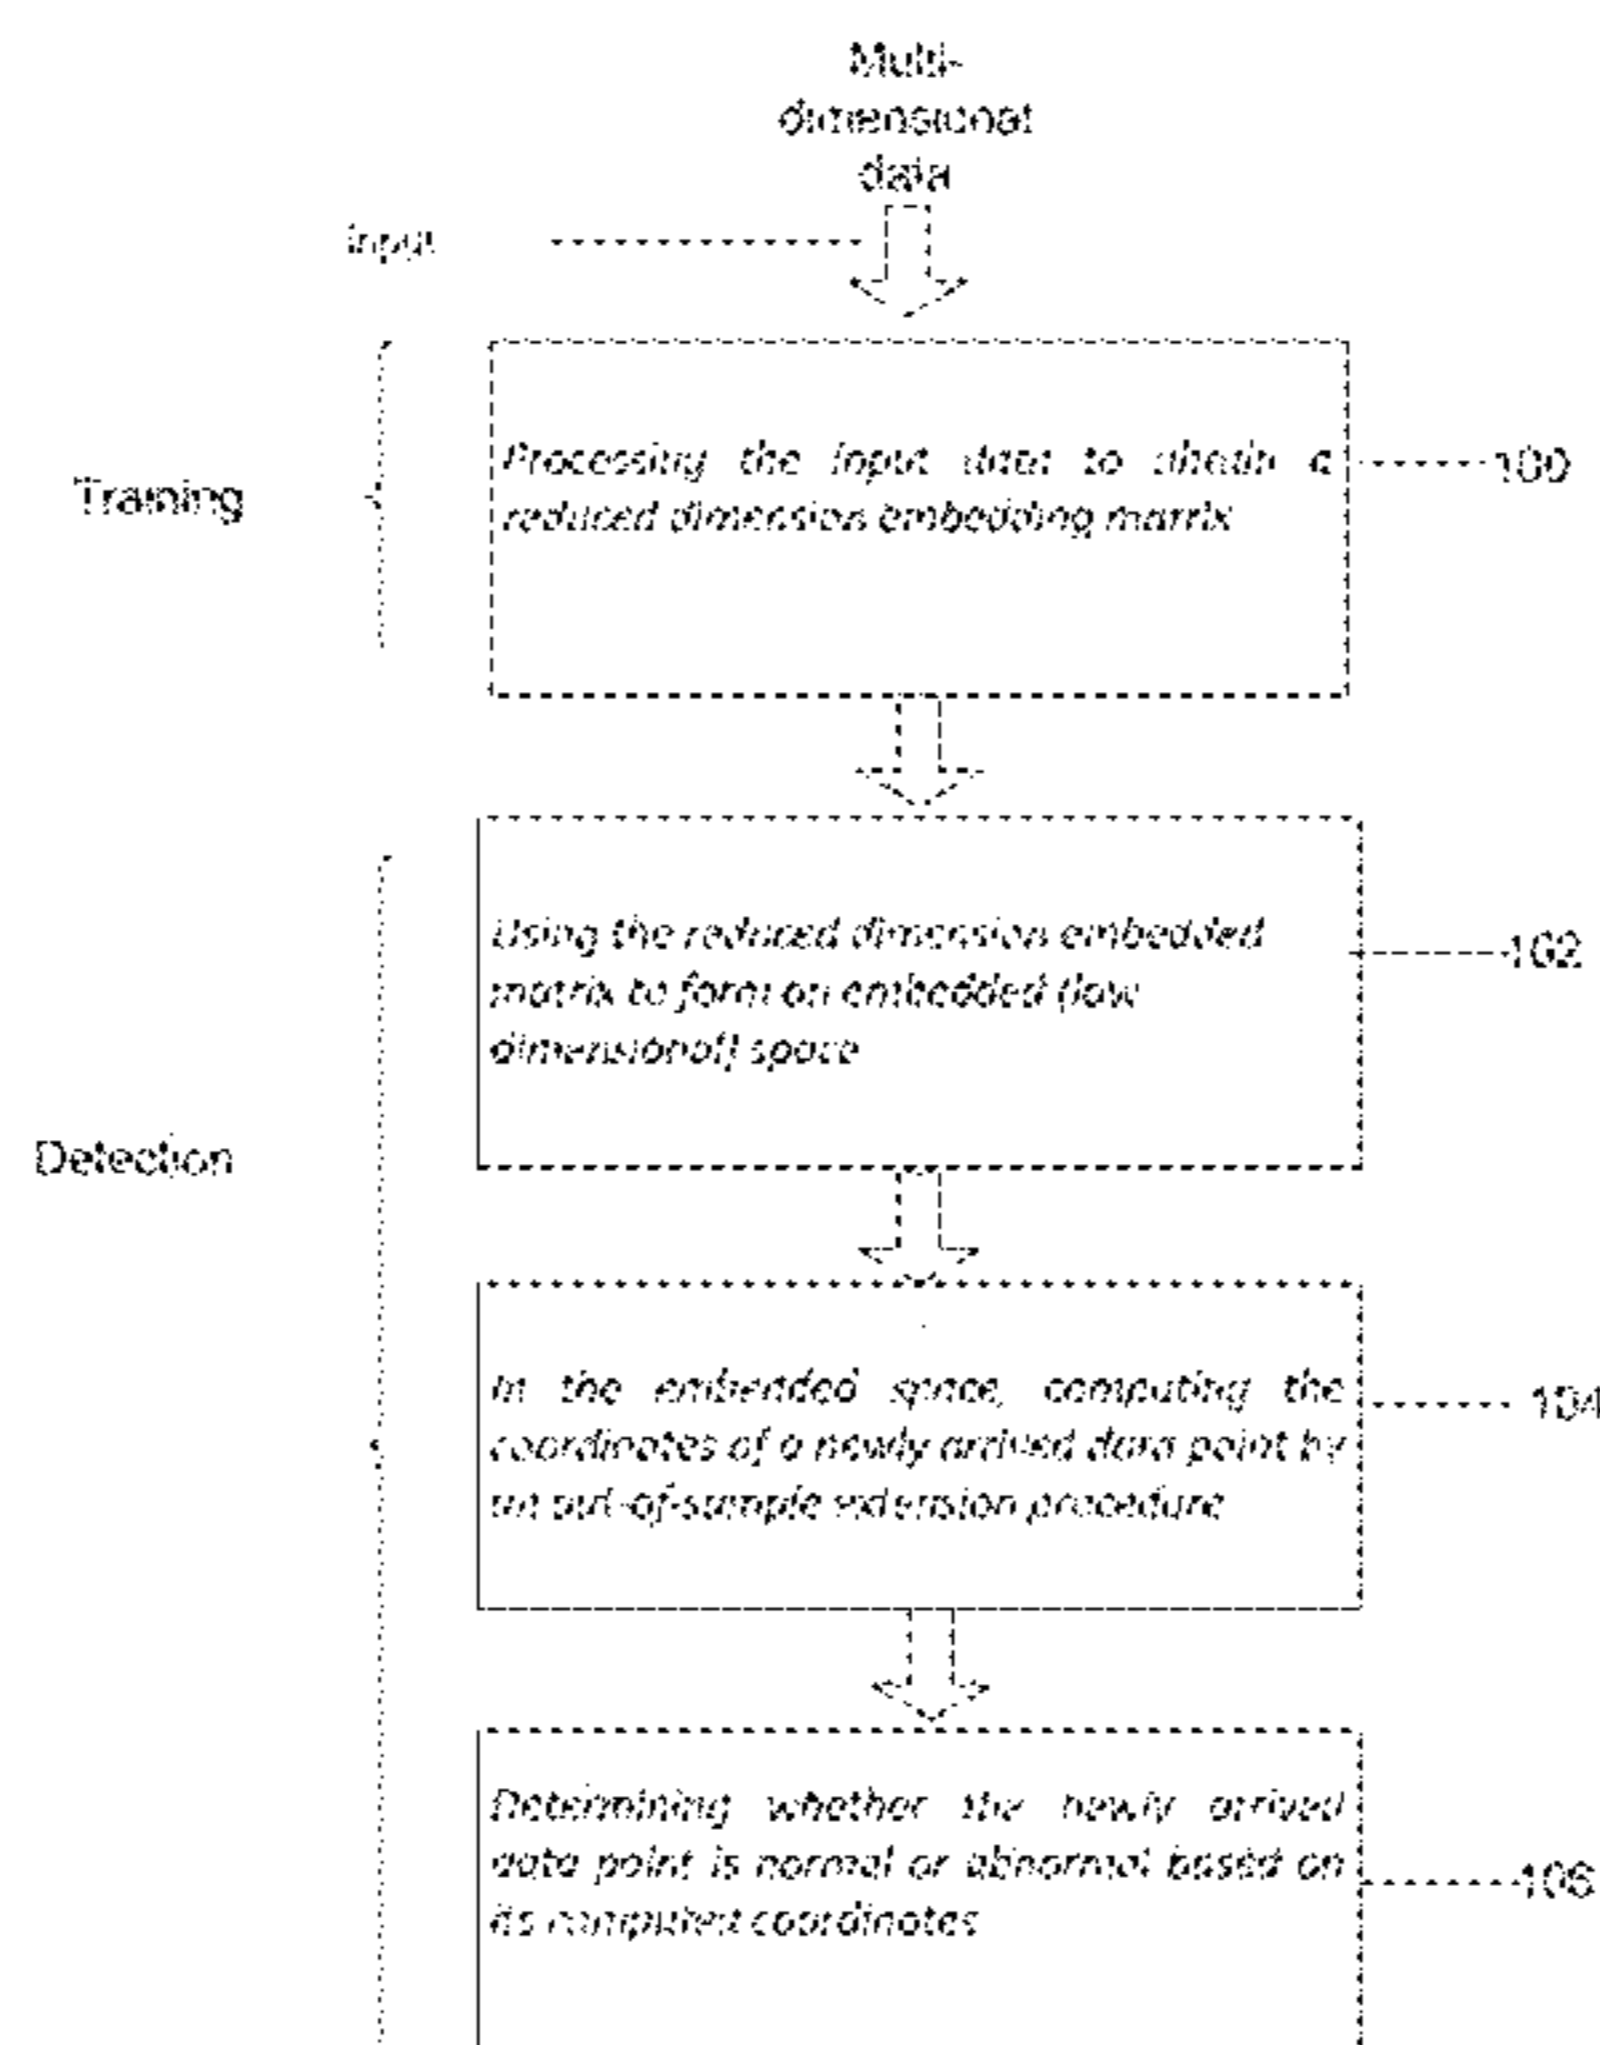 Multi-
dimensional
data
input
Training
Processing the input data to obtain a
reduced dimension embedding matrix
100
Using the reduced dimension embedded
matrix to form an embedded (low
dimensional) space
102
Detection
In the embedded space, computing the
coordinates of a newly arrived data point by
an out-of-sample extension procedure
104
Determining whether the newly arrived
data point is normal or abnormal based on
its computed coordinates
106